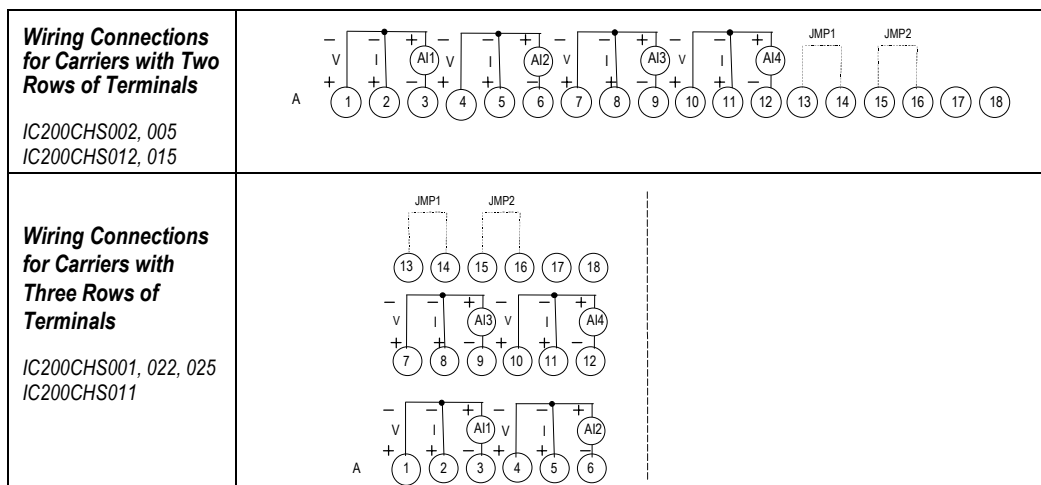 Wiring Connections
for Carriers with Two
Rows of Terminals
IC200CHS002, 005
IC200CHS012, 015
JMP1 JMP2
– – + – – + – – + – – +
V I AI1 V I AI2 V I AI3 V I AI4
+ + – + + – + + – + + –
A 1 2 3 4 5 6 7 8 9 10 11 12 13 14 15 16 17 18
Wiring Connections
for Carriers with
Three Rows of
Terminals
IC200CHS001, 022, 025
IC200CHS011
JMP1 JMP2
13 14 15 16 17 18
– – + – – +
V I AI3 V I AI4
+ + – + + –
7 8 9 10 11 12
– – + – – +
V I AI1 V I AI2
+ + – + + –
A 1 2 3 4 5 6